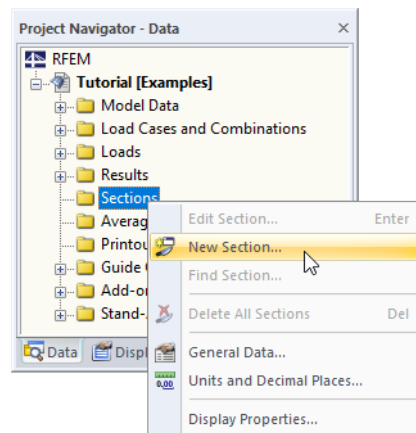 Project Navigator - Data
RFEM
Tutorial [Examples]
Model Data
Load Cases and Combinations
Loads
Results
Sections
Edit Section... Enter
New Section...
Find Section...
Delete All Sections Del
General Data...
Units and Decimal Places...
Display Properties...
Guide
Data
0,00